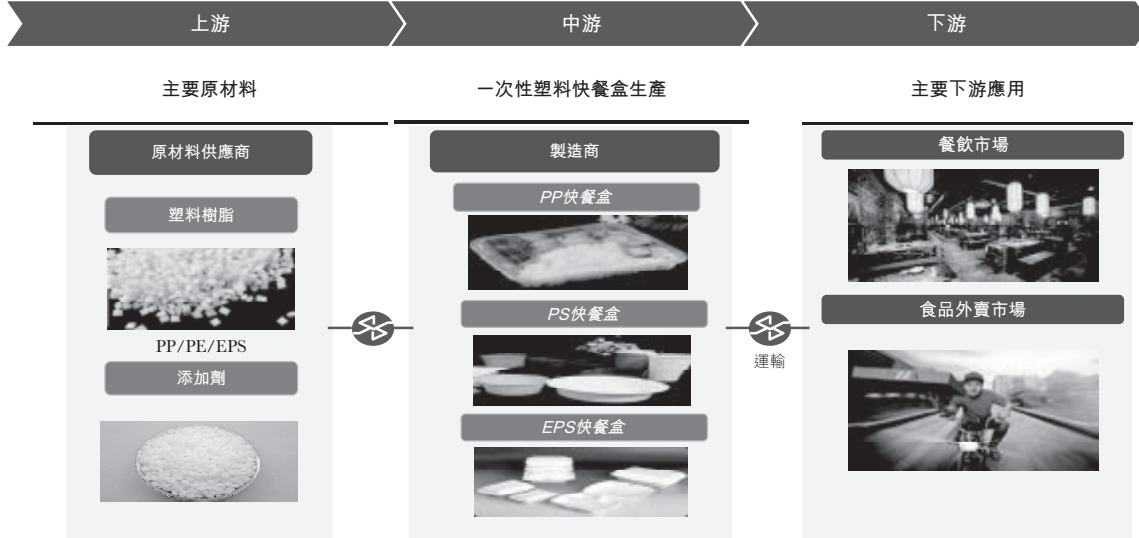 上游
中游
下游
主要原材料
一次性塑料快餐盒生產
主要下游應用
原材料供應商
塑料樹脂
PP/PE/EPS
添加劑
製造商
PP快餐盒
PS快餐盒
EPS快餐盒
運輸
餐飲市場
食品外賣市場